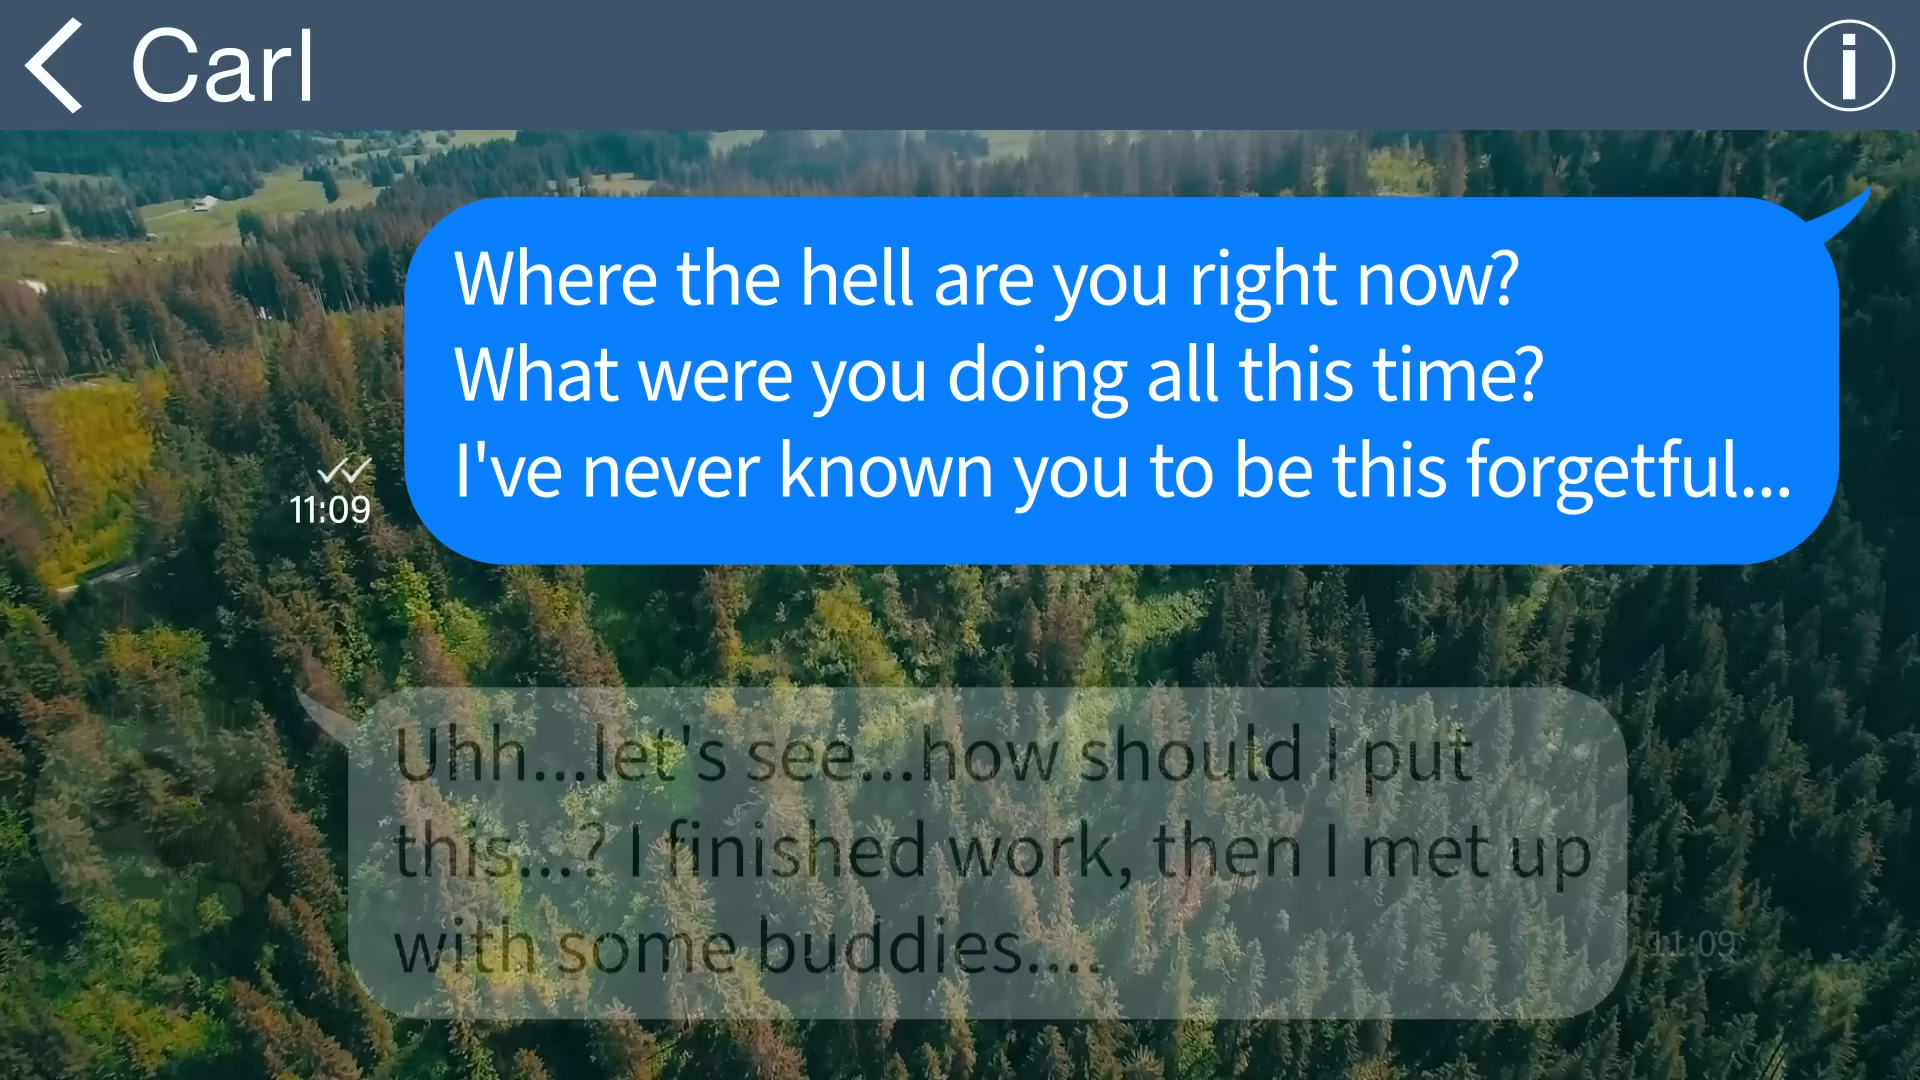 Carl
Where the hell are you right now?
What were you doing all this time?
I've never known you to be this forgetful...
11:09
Uhh...let's see...how should I put
this...? I finished work, then I met up
with some buddies....
11:09